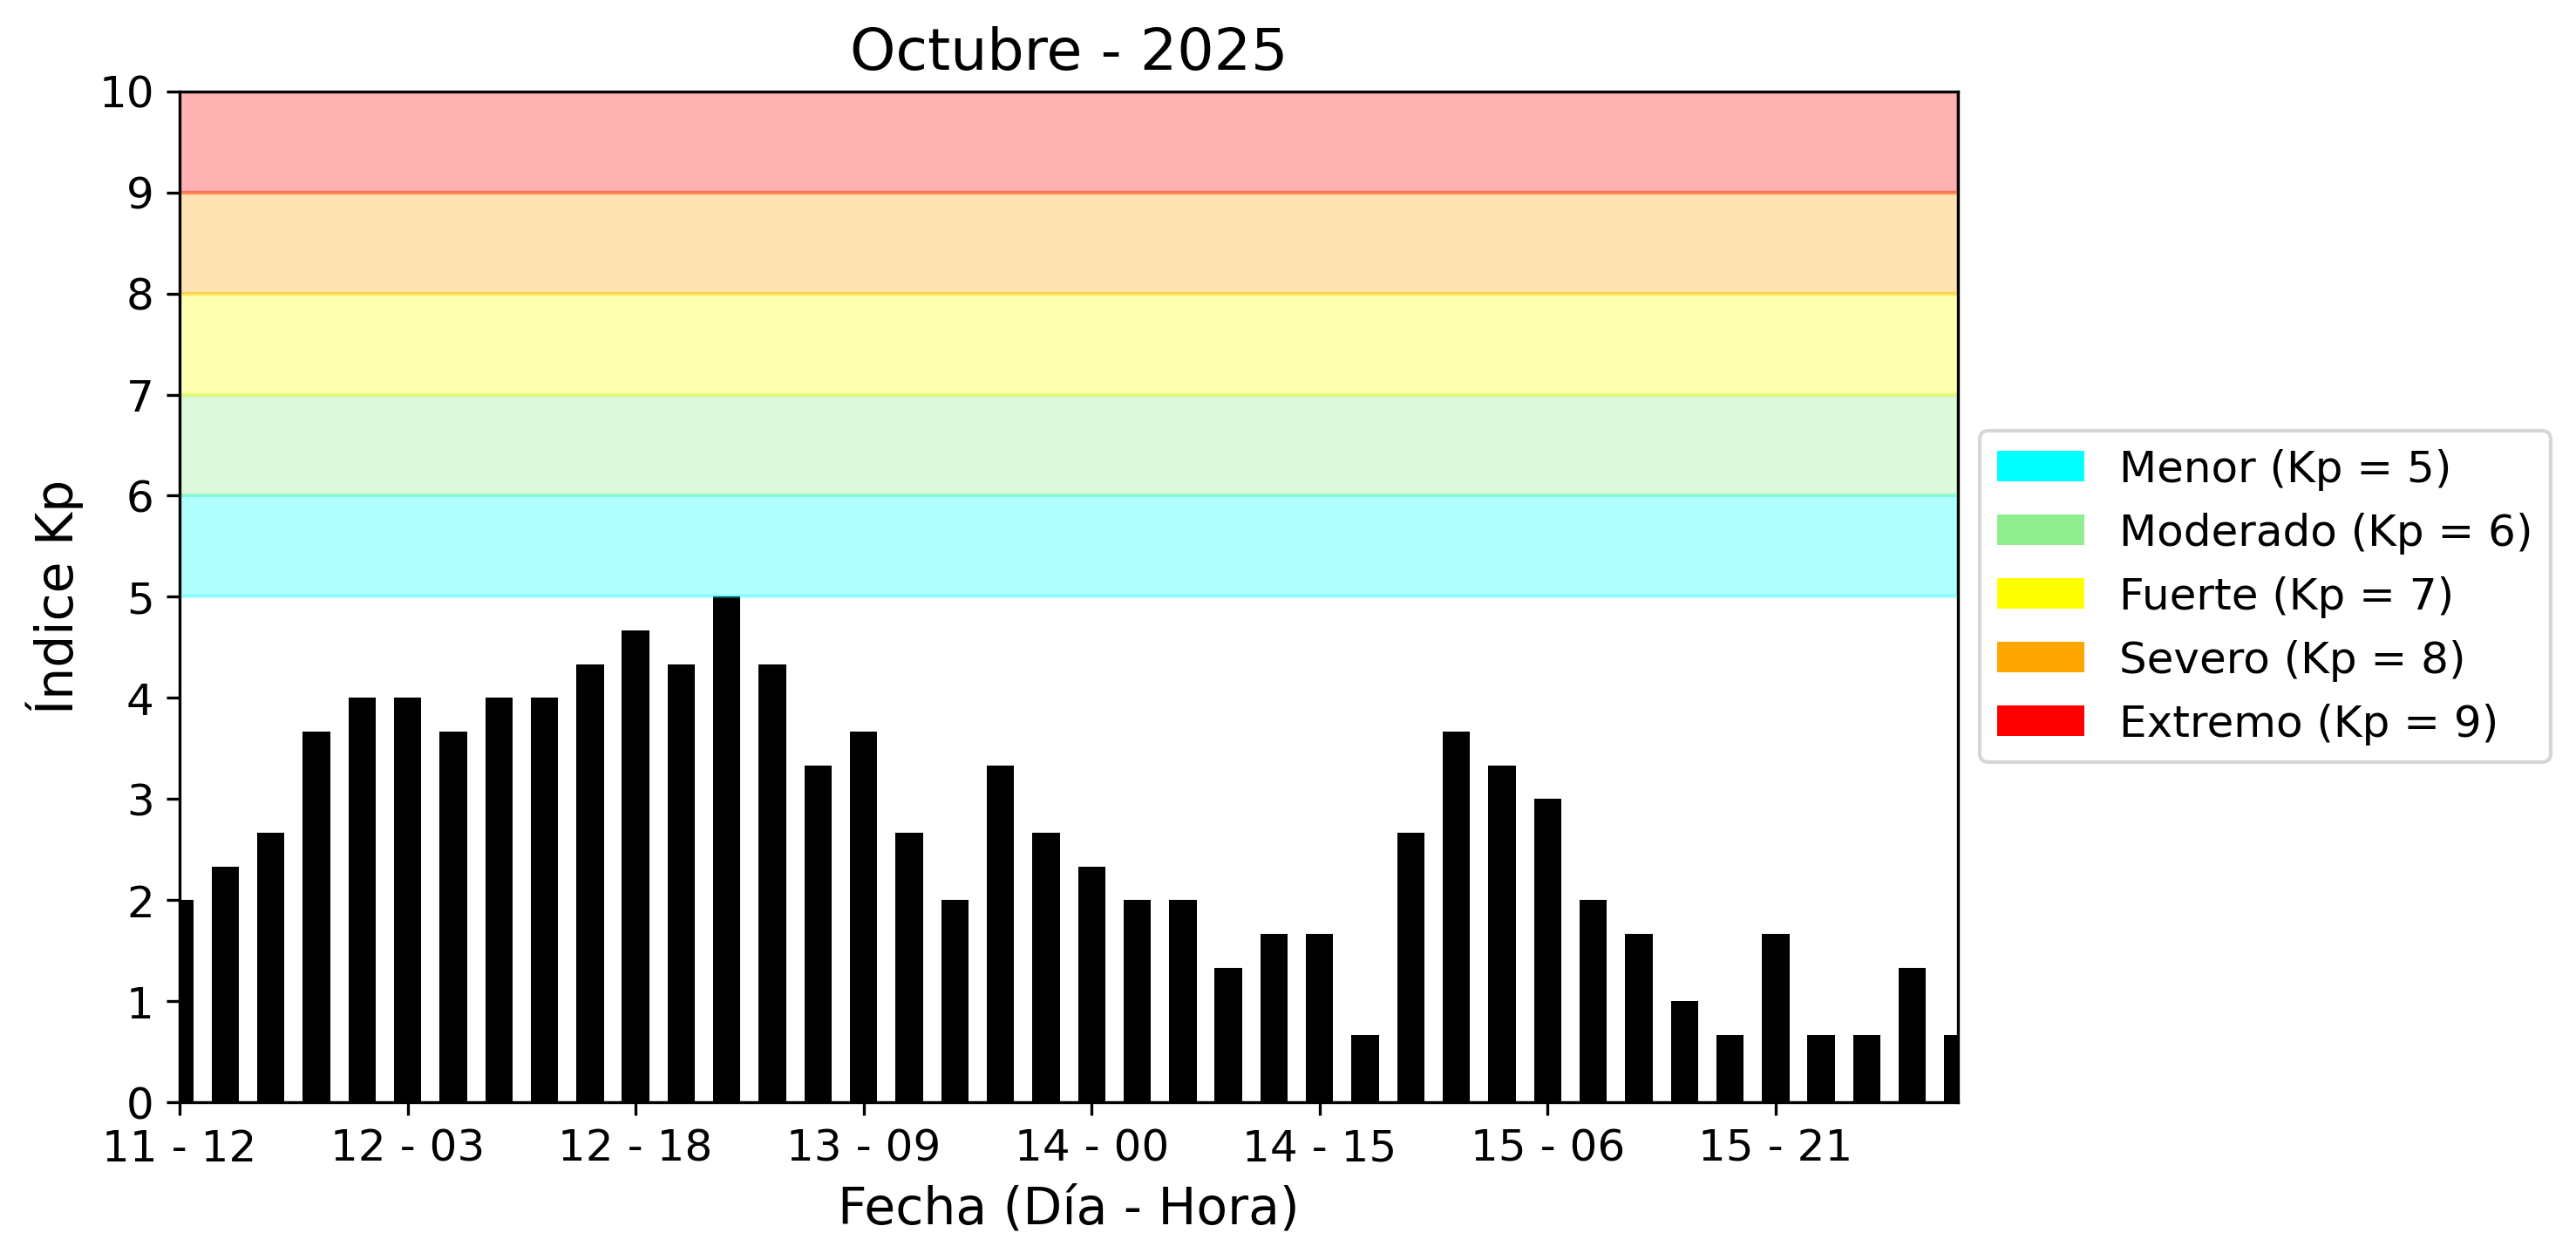 Octubre - 2025
10
9
8
7
6
5
4
3
2
1
0
Índice Kp
11 - 12
12 - 03
12 - 18
13 - 09
14 - 00
14 - 15
15 - 06
15 - 21
Fecha (Día - Hora)
Menor (Kp = 5)
Moderado (Kp = 6)
Fuerte (Kp = 7)
Severo (Kp = 8)
Extremo (Kp = 9)